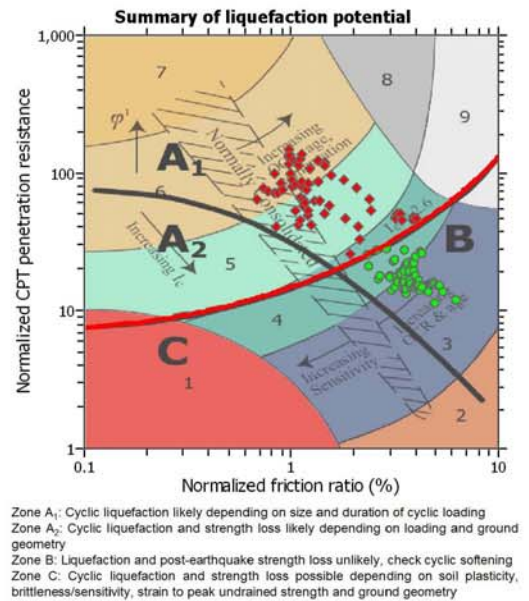 Summary of liquefaction potential
1,000
100
10
1
0.1
1
10
Normalized CPT penetration resistance
Normalized friction ratio (%)
7
8
9
φ'
Normally Consolidated
Increasing
A1
6
A2
Increasing Ic
5
B
4
C
1
Increasing
Sensitivity
Increasing
3
2
Zone A1: Cyclic liquefaction likely depending on size and duration of cyclic loading
Zone A2: Cyclic liquefaction and strength loss likely depending on loading and ground
geometry
Zone B: Liquefaction and post-earthquake strength loss unlikely, check cyclic softening
Zone C: Cyclic liquefaction and strength loss possible depending on soil plasticity,
brittleness/sensitivity, strain to peak undrained strength and ground geometry